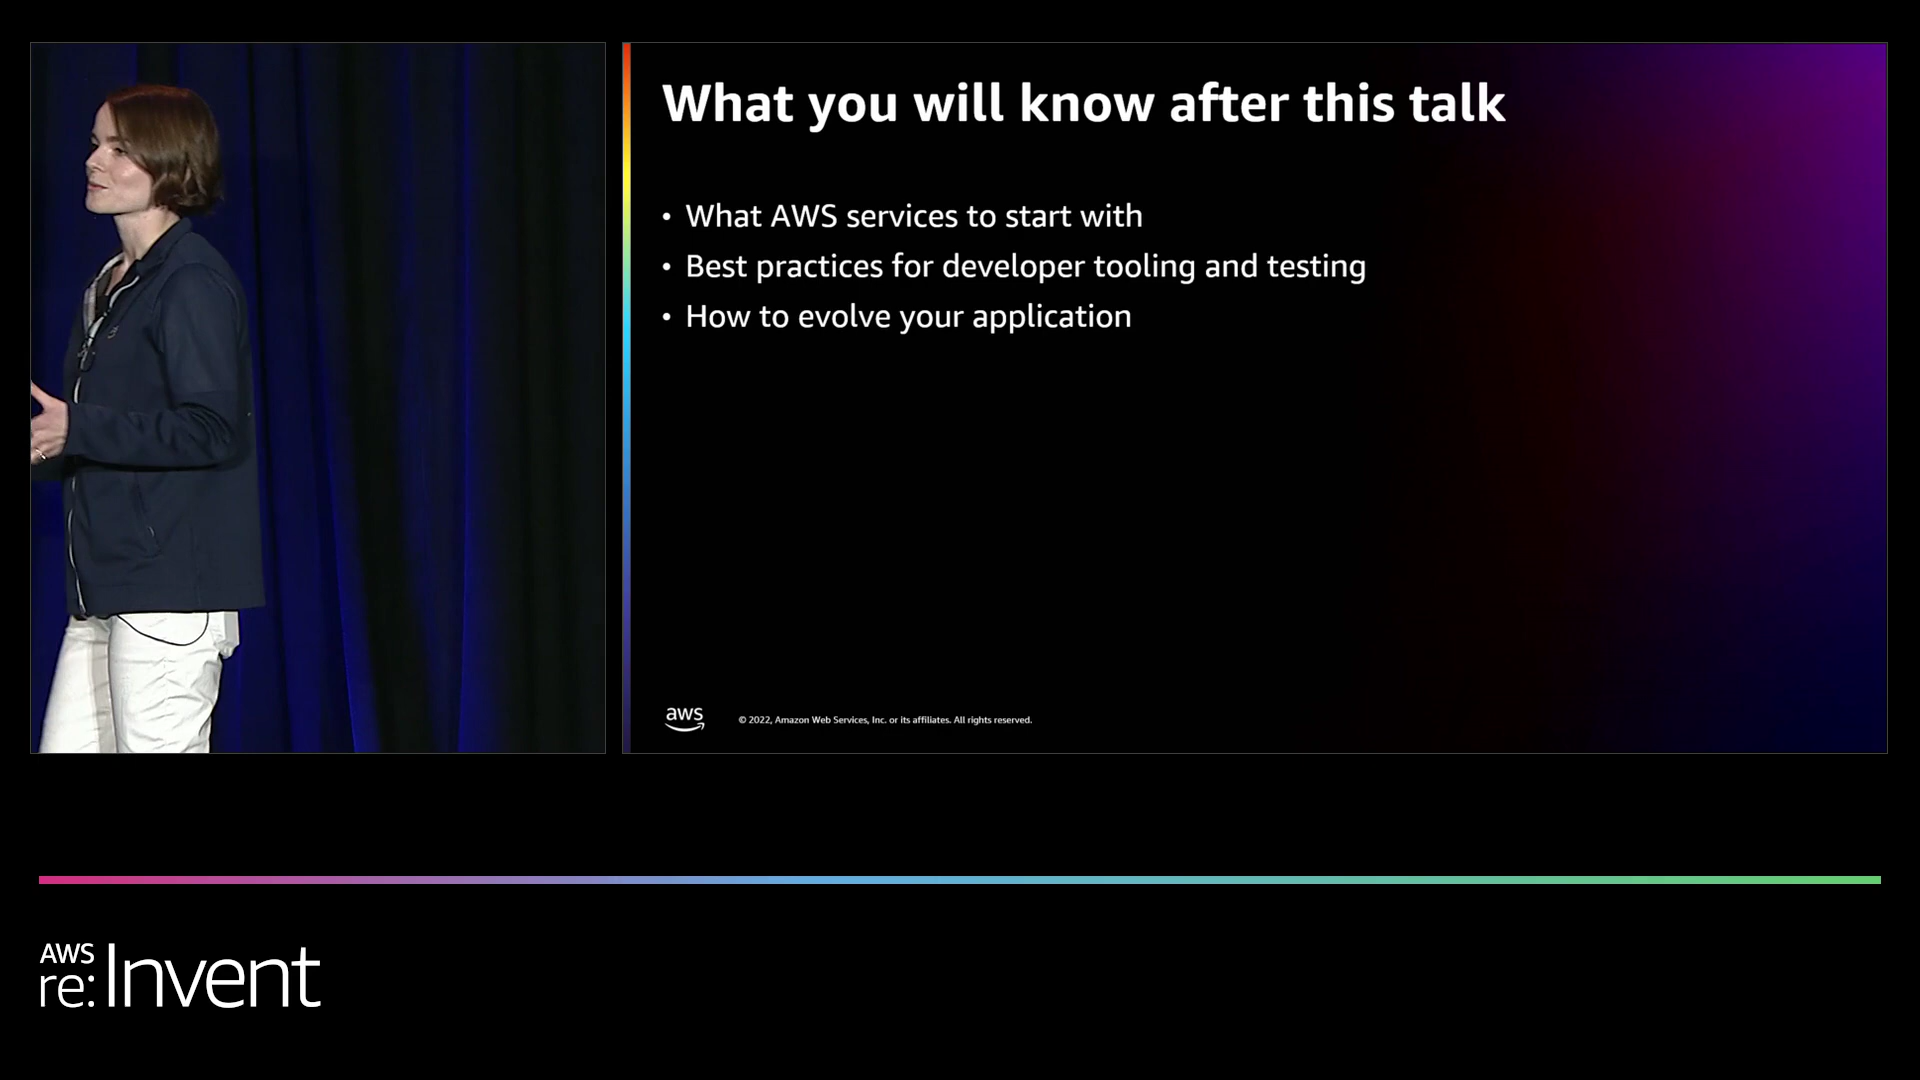 What you will know after this talk
• What AWS services to start with
• Best practices for developer tooling and testing
• How to evolve your application
aws
© 2022, Amazon Web Services, Inc. or its affiliates. All rights reserved.
AWS
re:Invent